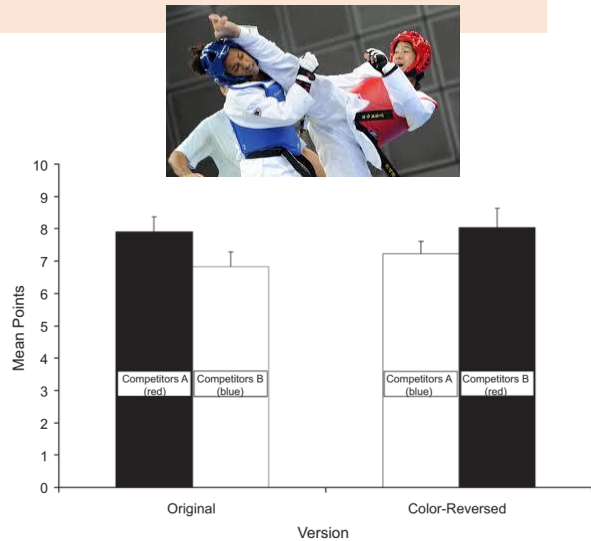 10
9
8
7
6
5
4
3
2
1
0
Mean Points
Competitors A
(red)
Competitors B
(blue)
Competitors A
(blue)
Competitors B
(red)
Original
Color-Reversed
Version